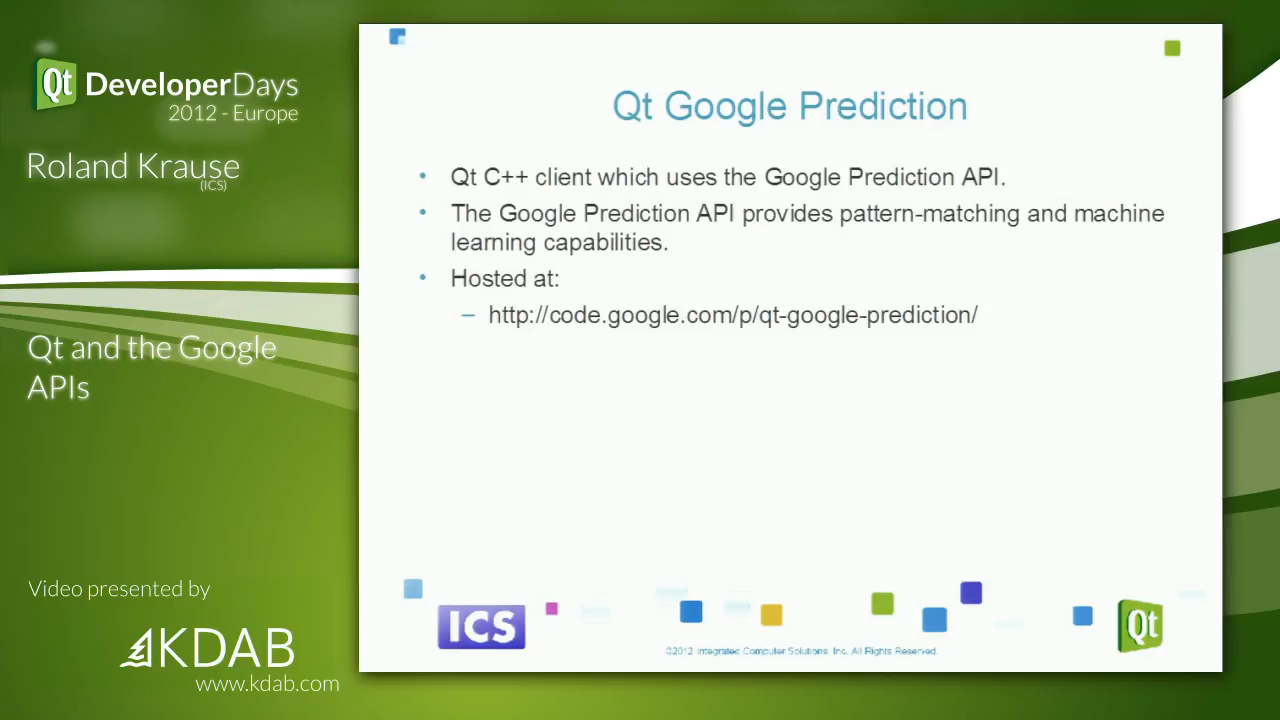 Qt DeveloperDays
2012 - Europe
Roland Krause
(ICS)
Qt and the Google
APIs
Video presented by
KDAB
www.kdab.com
Qt Google Prediction
• Qt C++ client which uses the Google Prediction API.
• The Google Prediction API provides pattern-matching and machine
learning capabilities.
• Hosted at:
– http://code.google.com/p/qt-google-prediction/
ICS
©2012 Integrated Computer Solutions. Inc. All Rights Reserved.
Qt